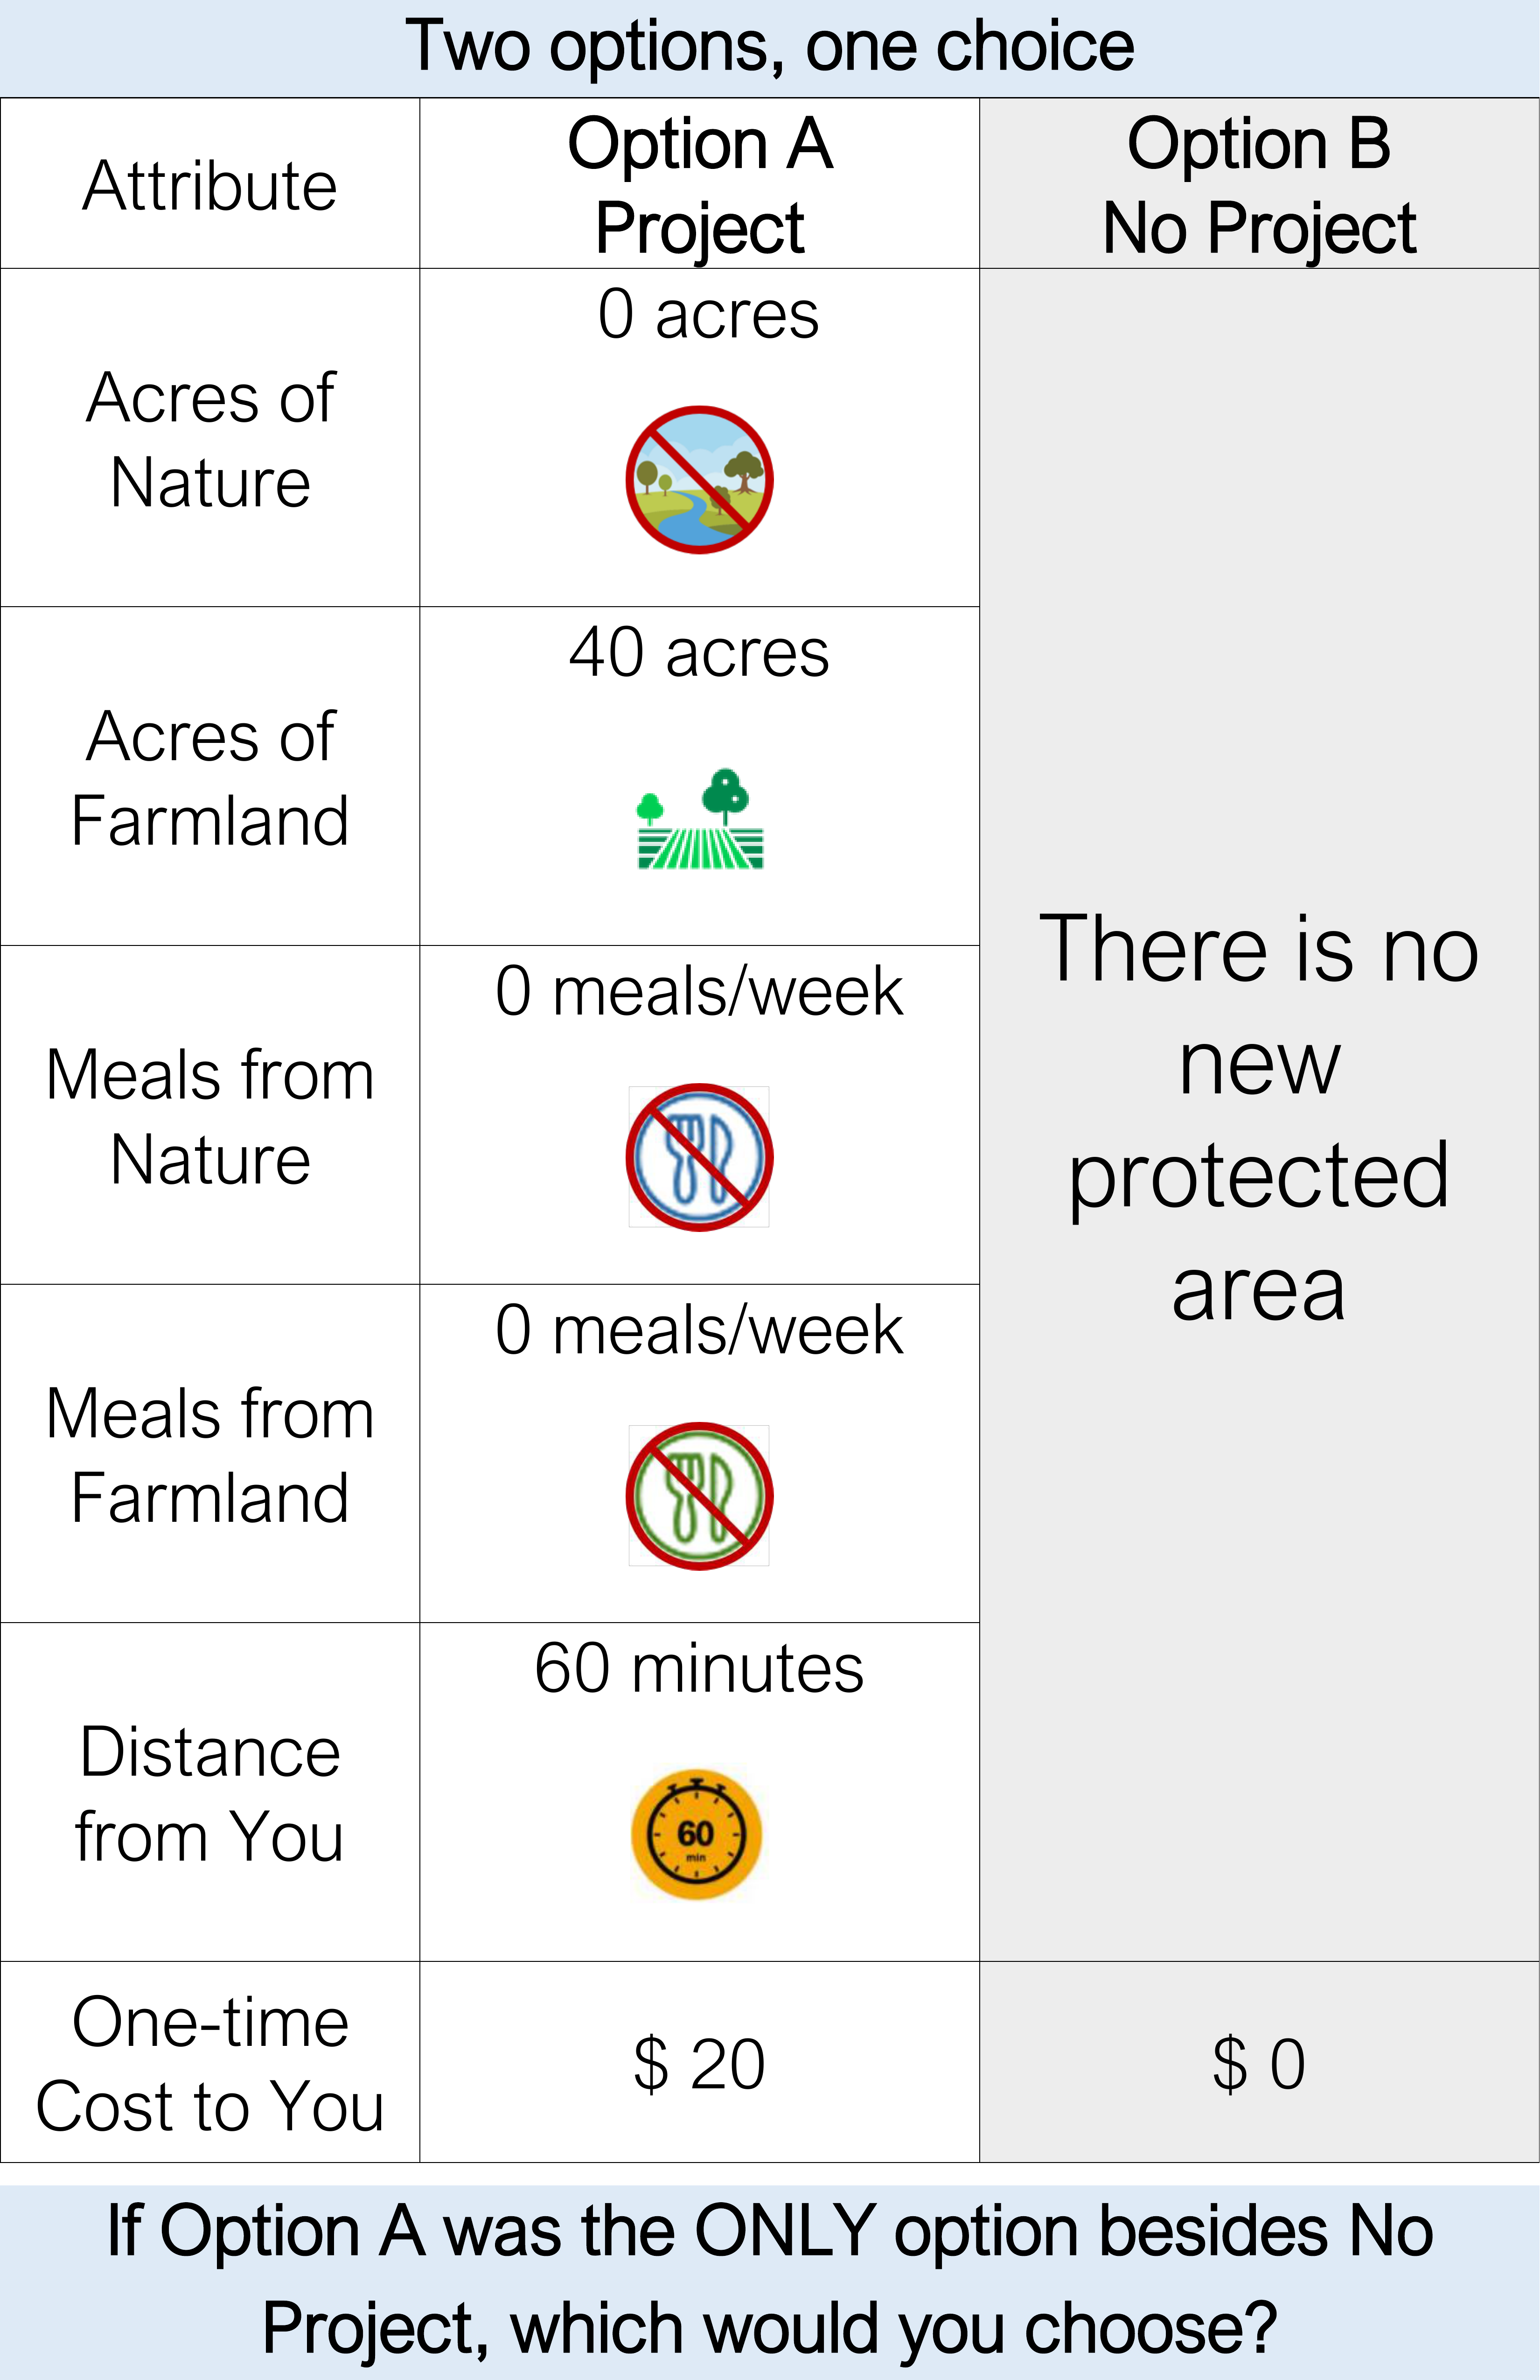 Two options, one choice
Attribute
Option A
Project
Option B
No Project
Acres of
Nature
0 acres
Acres of
Farmland
40 acres
Meals from
Nature
0 meals/week
Meals from
Farmland
0 meals/week
Distance
from You
60 minutes
60
min
There is no
new
protected
area
One-time
Cost to You
$ 20
$ 0
If Option A was the ONLY option besides No
Project, which would you choose?